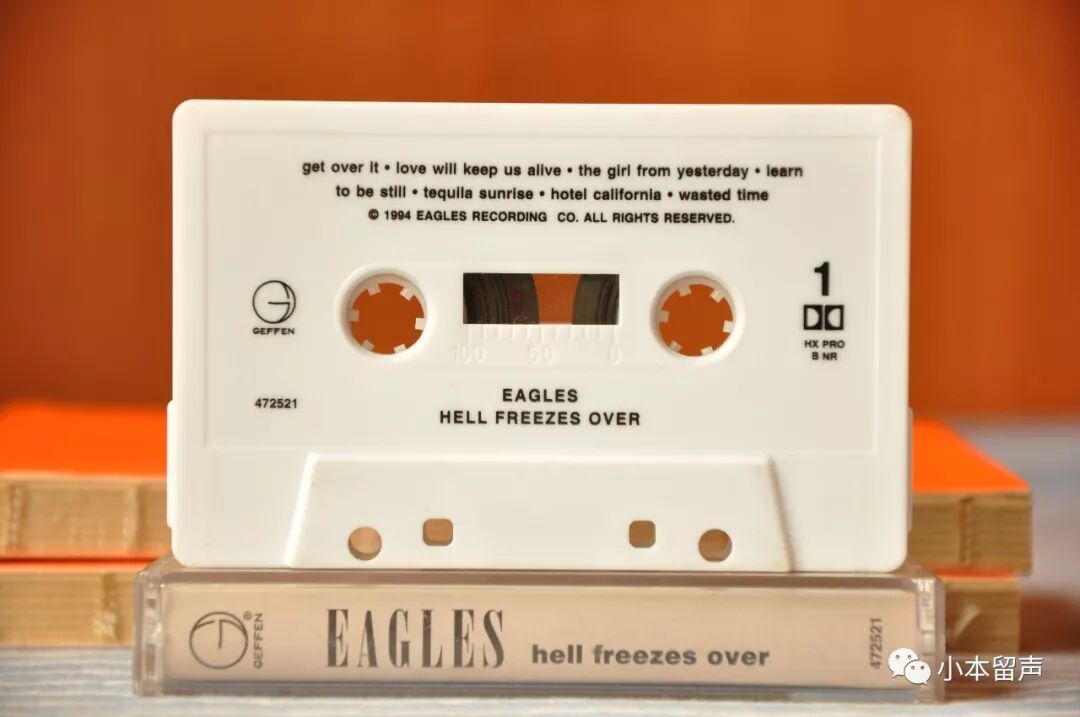 get over it • love will keep us alive • the girl from yesterday • learn
to be still • tequila sunrise • hotel california • wasted time
© 1994 EAGLES RECORDING CO. ALL RIGHTS RESERVED.
GEFFEN
1
HX PRO
B NR
100 60 0
472521
EAGLES
HELL FREEZES OVER
GEFFEN®
EAGLES hell freezes over
472521
小本留声